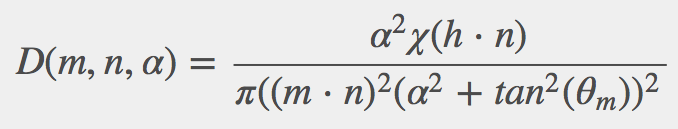 D(m, n, α) = α²χ(h · n) / π((m · n)²(α² + tan²(θₘ))²